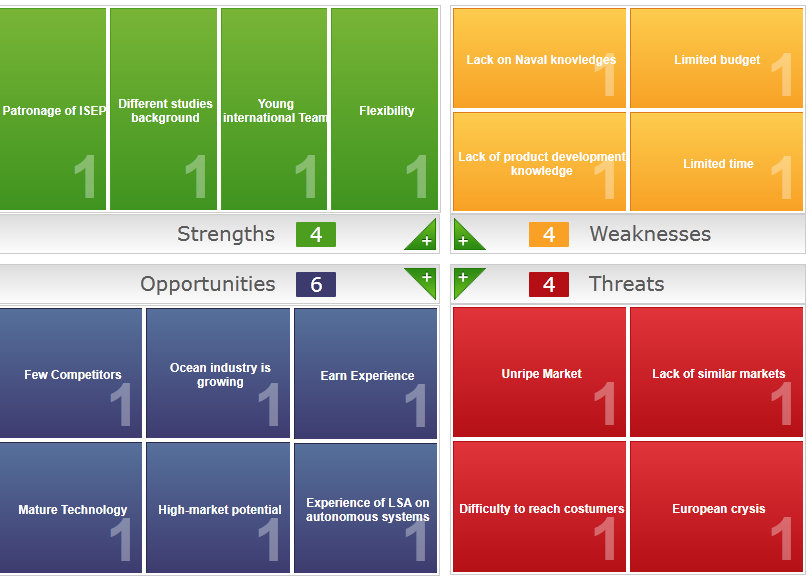 Patronage of ISEP
1
Different studies
background
1
Young
international Team
1
Flexibility
1
Lack on Naval knovledges
1
Limited budget
1
Lack of product development
knowledge
1
Limited time
1
Strengths 4 +
+ 4 Weaknesses
Opportunities 6 +
+ 4 Threats
Few Competitors
1
Ocean industry is
growing
1
Earn Experience
1
Mature Technology
1
High-market potential
1
Experience of LSA on
autonomous systems
1
Unripe Market
1
Lack of similar markets
1
Difficulty to reach costumers
1
European crysis
1